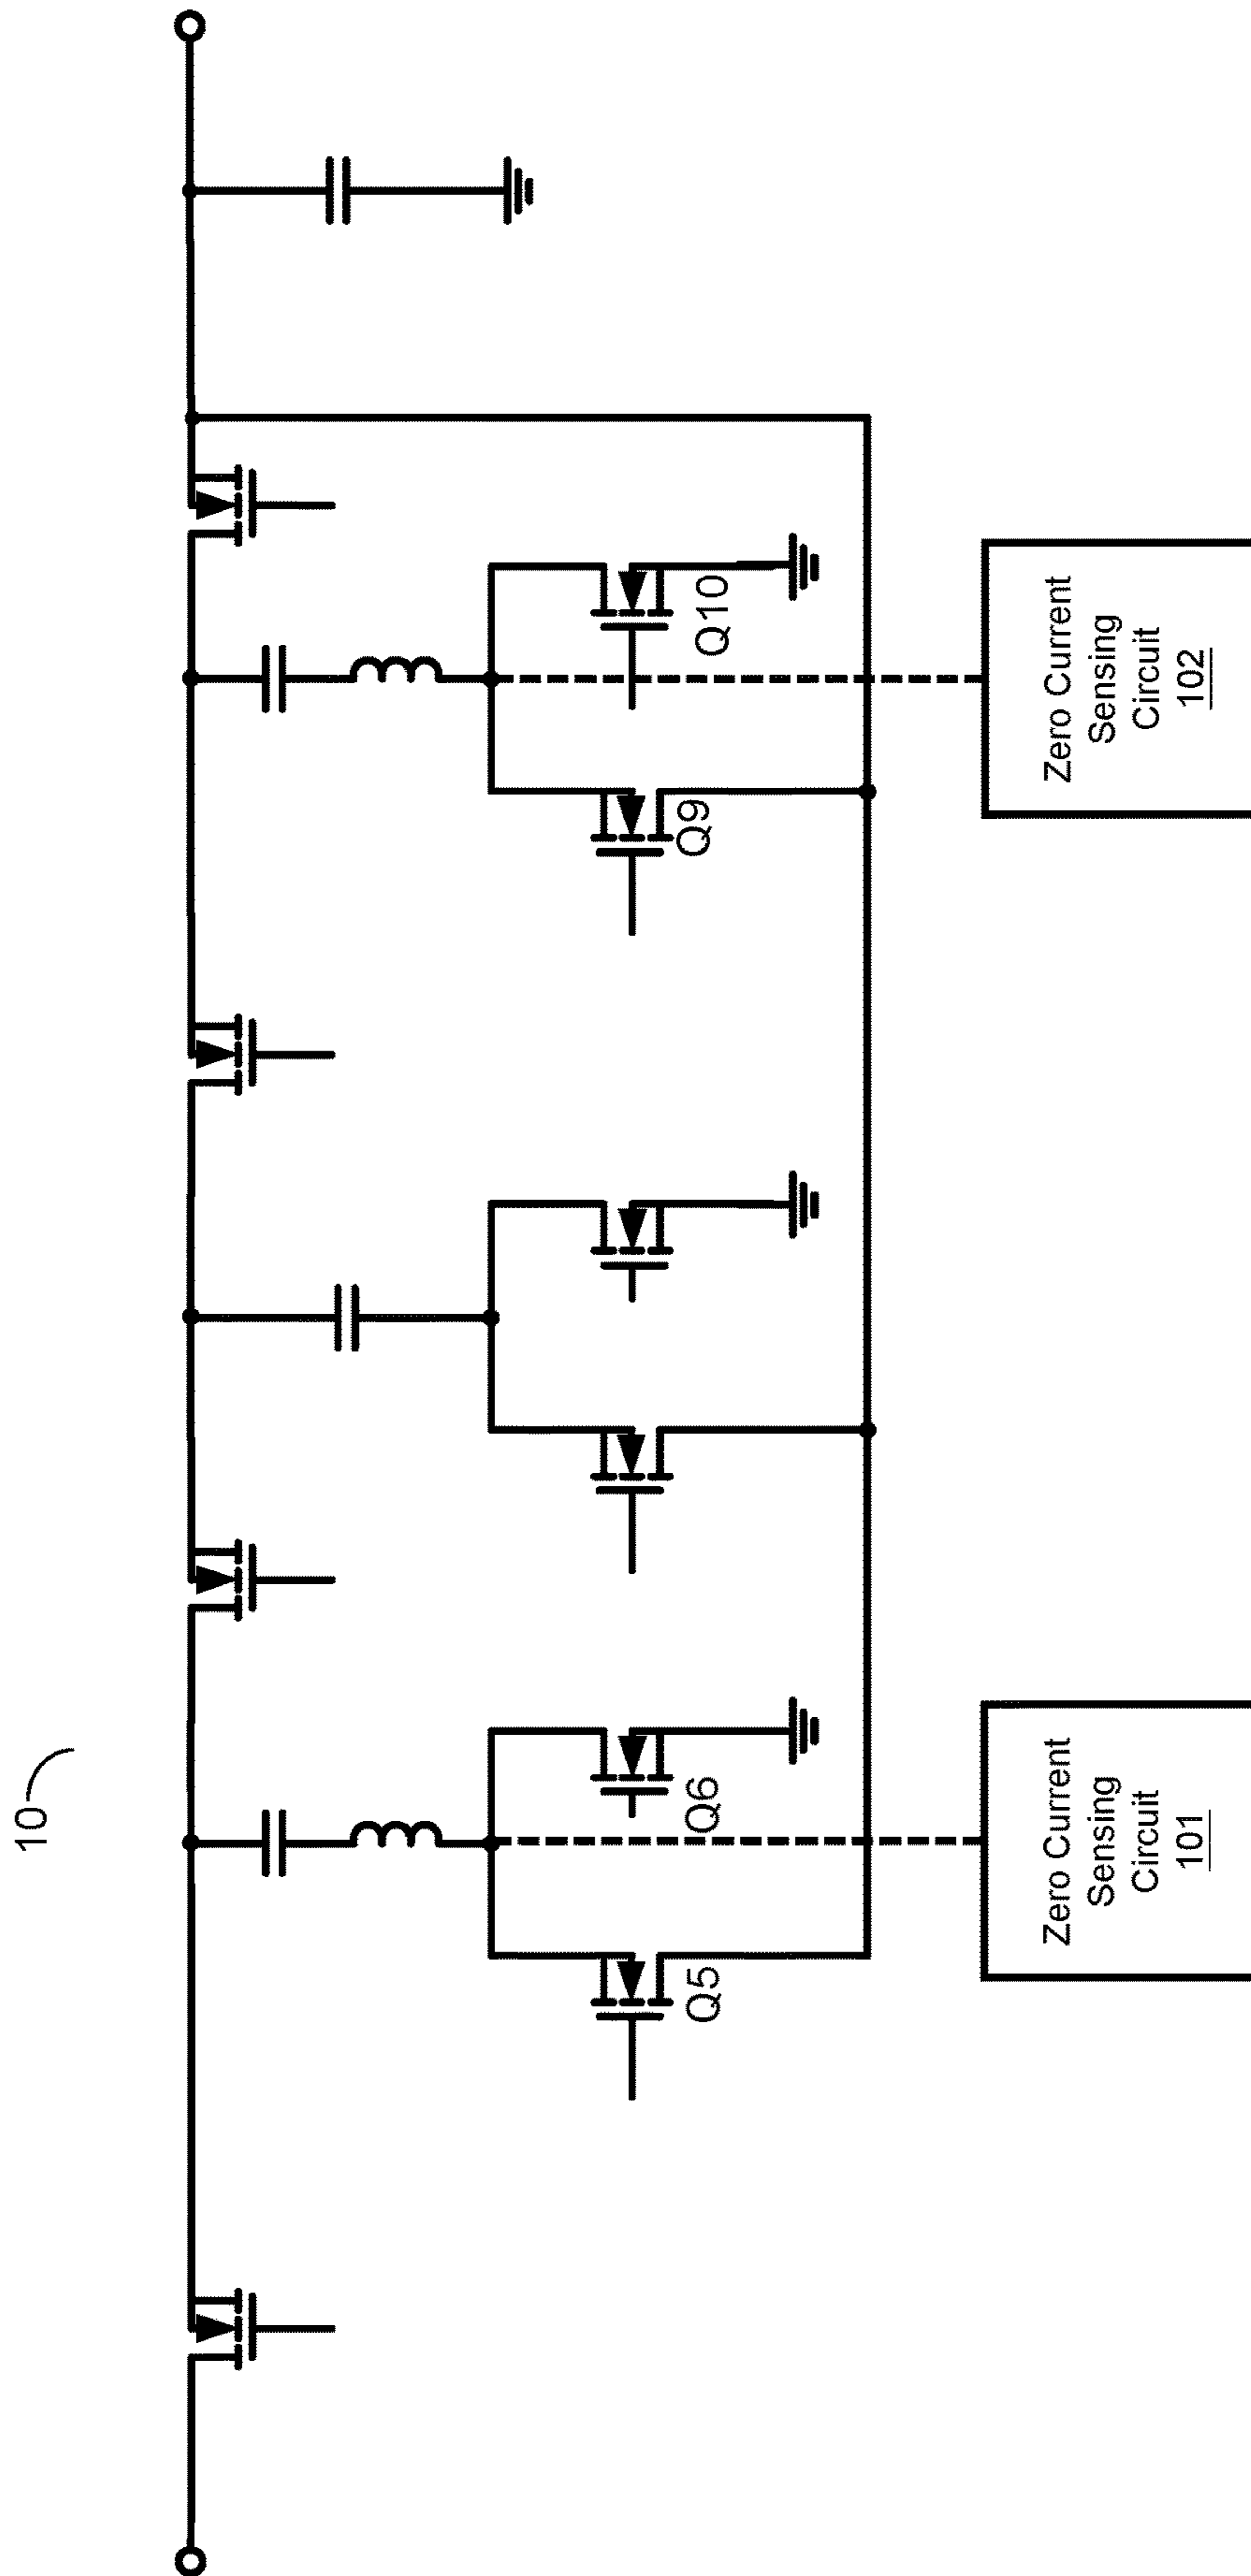 10
Q5
Q6
Q9
Q10
Zero Current
Sensing
Circuit
101
Zero Current
Sensing
Circuit
102